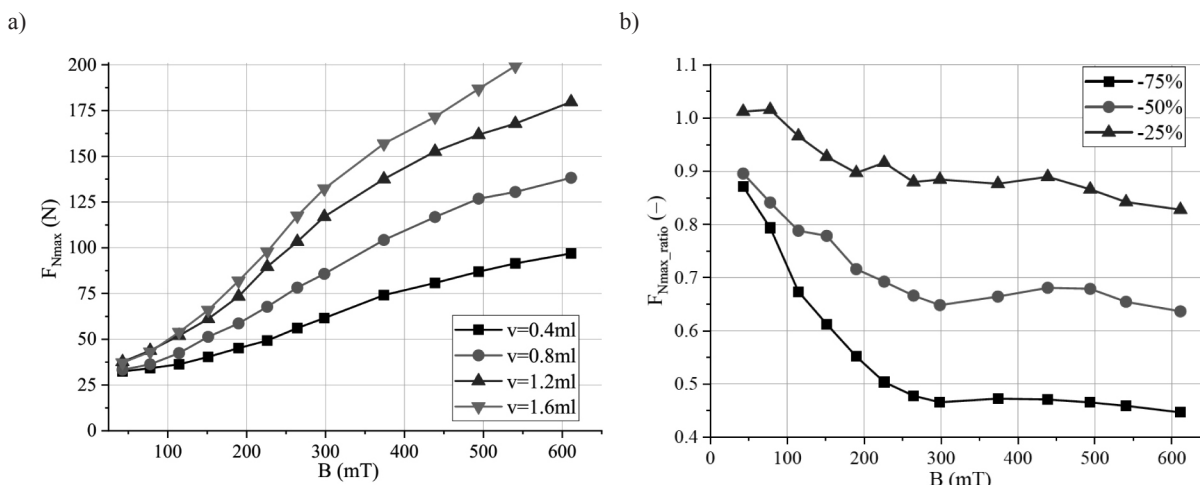 a)
200
175
150
125
100
75
50
25
0
F_Nmax (N)
100 200 300 400 500 600
B (mT)
v=0.4ml
v=0.8ml
v=1.2ml
v=1.6ml
b)
1.1
1.0
0.9
0.8
0.7
0.6
0.5
0.4
F_Nmax_ratio (–)
0 100 200 300 400 500 600
B (mT)
-75%
-50%
-25%